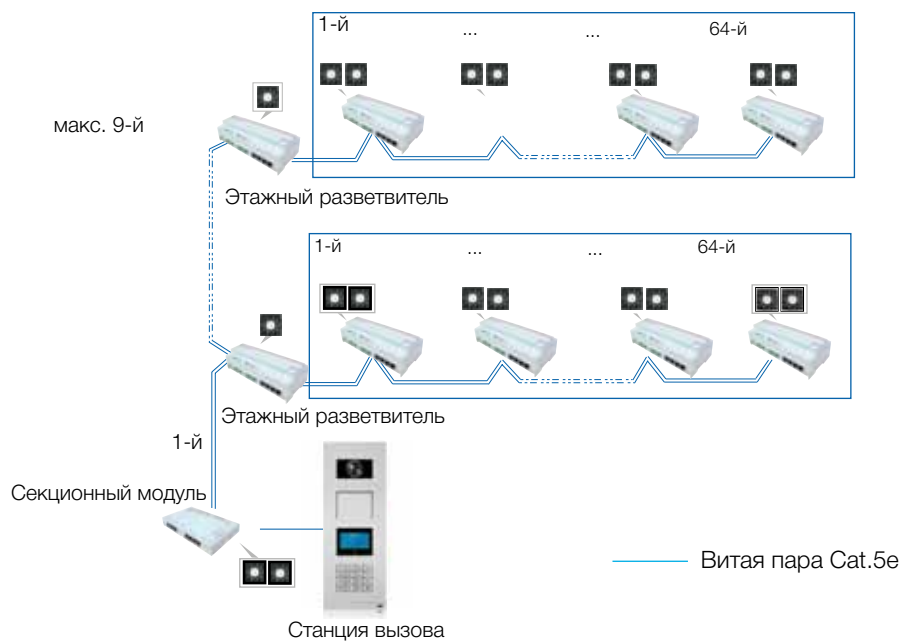 1-й ... ... 64-й
макс. 9-й
Этажный разветвитель
1-й ... ... 64-й
Этажный разветвитель
1-й
Секционный модуль
Витая пара Cat.5e
Станция вызова